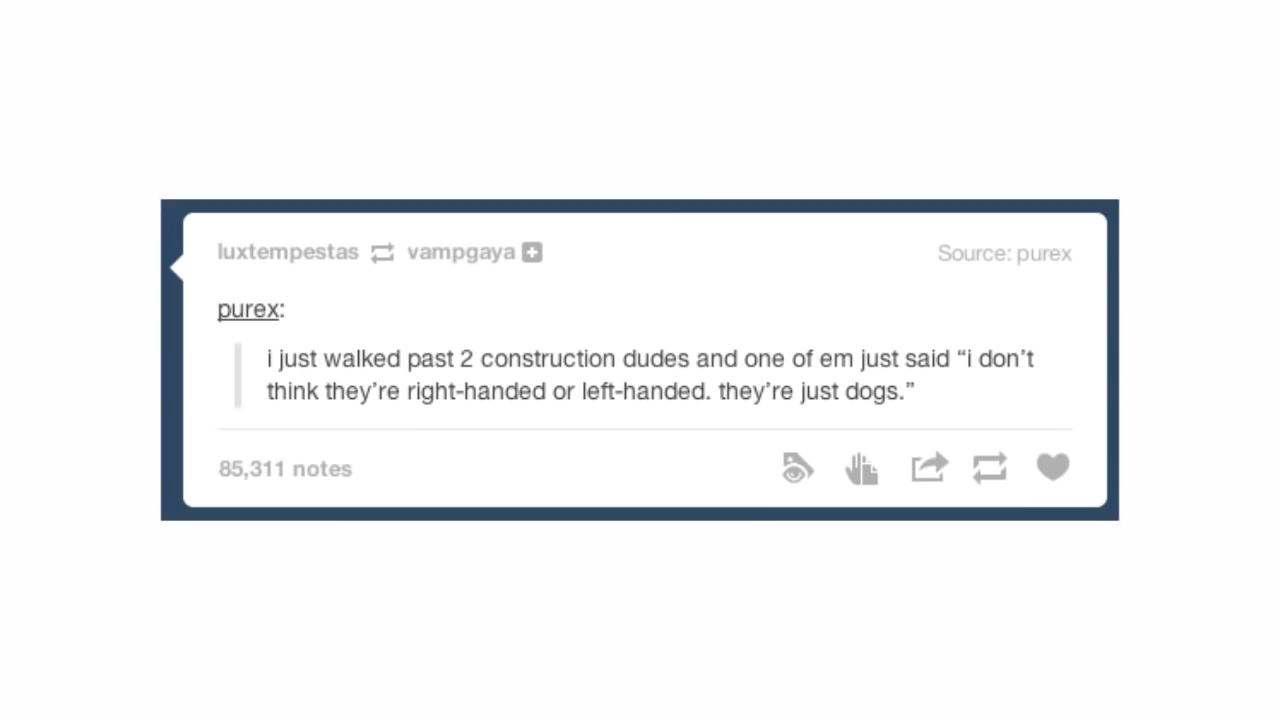 luxtempestas vampgaya Source: purex
purex:
i just walked past 2 construction dudes and one of em just said “i don’t
think they’re right-handed or left-handed. they’re just dogs.”
85,311 notes